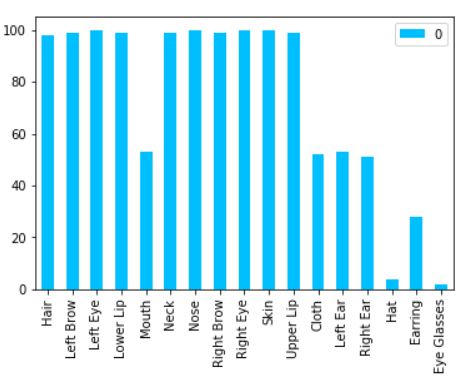 100
80
60
40
20
0
0
Hair
Left Brow
Left Eye
Lower Lip
Mouth
Neck
Nose
Right Brow
Right Eye
Skin
Upper Lip
Cloth
Left Ear
Right Ear
Hat
Earring
Eye Glasses